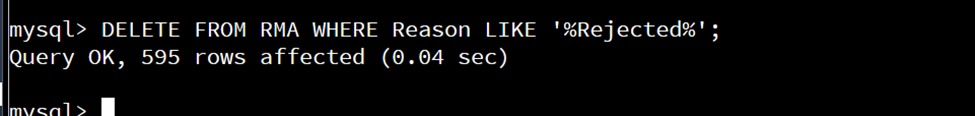 mysql> DELETE FROM RMA WHERE Reason LIKE '%Rejected%';
Query OK, 595 rows affected (0.04 sec)
mysql>